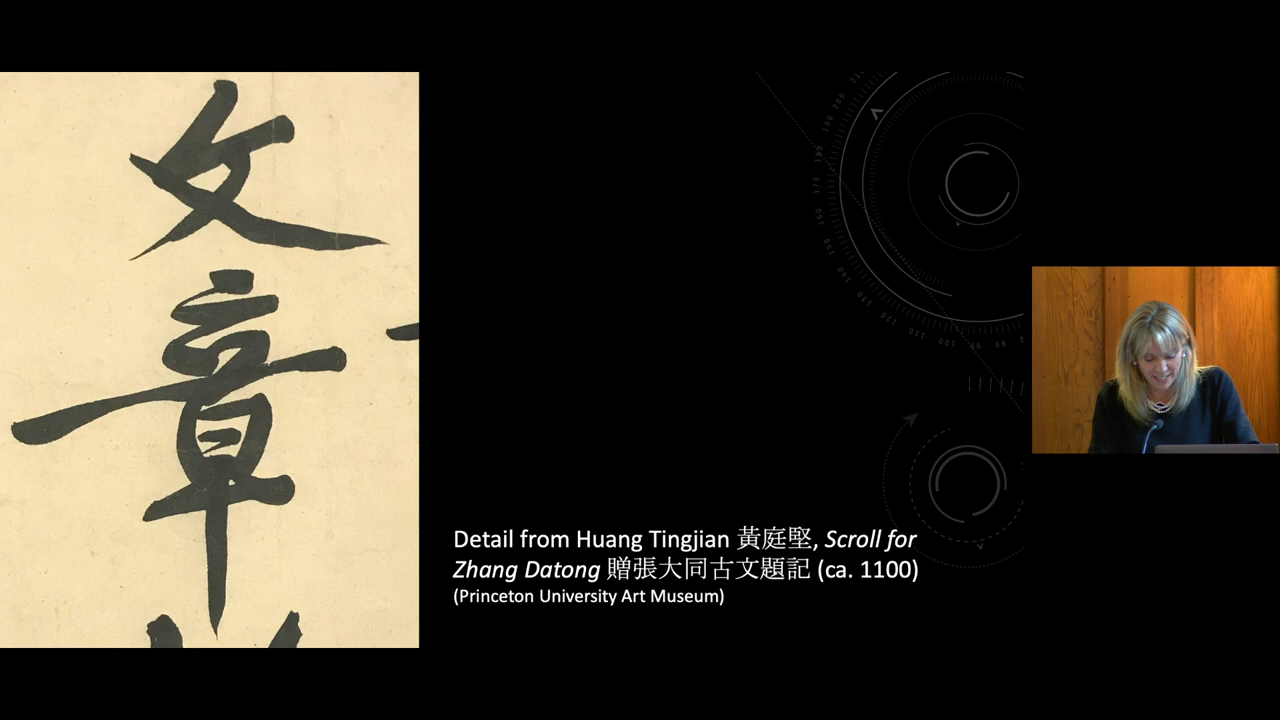 文章
Detail from Huang Tingjian 黃庭堅, Scroll for
Zhang Datong 贈張大同古文題記 (ca. 1100)
(Princeton University Art Museum)